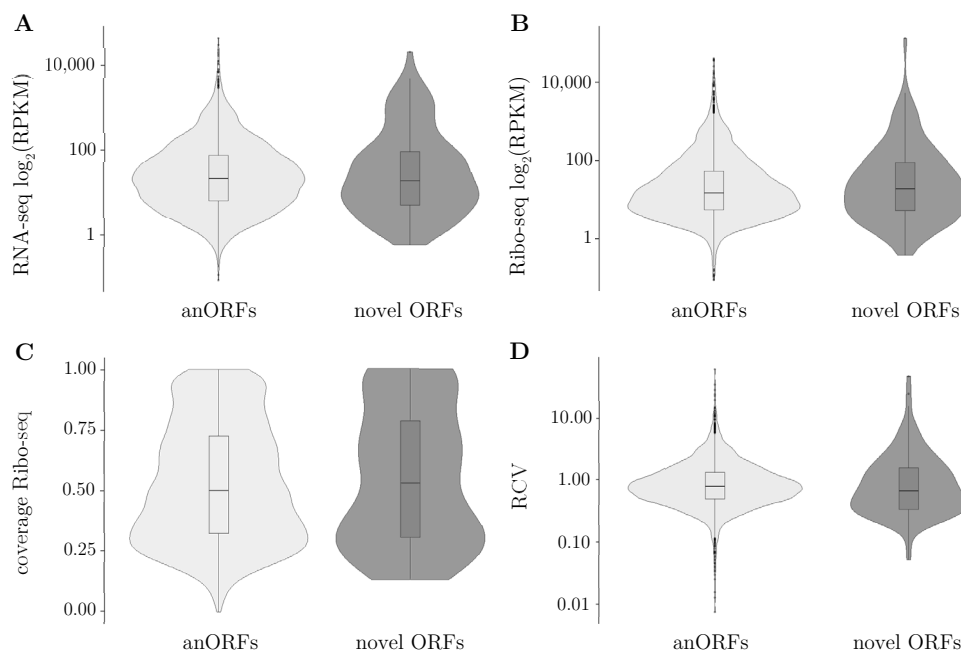 A
RNA-seq log₂(RPKM)
10,000
100
1
anORFs
novel ORFs
B
Ribo-seq log₂(RPKM)
10,000
100
1
anORFs
novel ORFs
C
coverage Ribo-seq
1.00
0.75
0.50
0.25
0.00
anORFs
novel ORFs
D
RCV
10.00
1.00
0.10
0.01
anORFs
novel ORFs